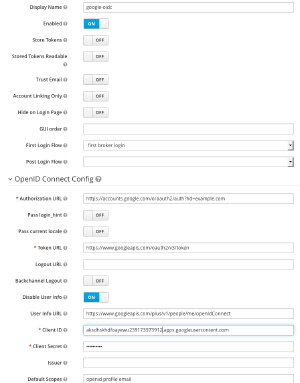 Display Name google-oidc
Enabled ON
Store Tokens OFF
Stored Tokens Readable OFF
Trust Email OFF
Account Linking Only OFF
Hide on Login Page OFF
GUI order
First Login Flow first broker login
Post Login Flow
OpenID Connect Config
* Authorization URL https://accounts.google.com/o/oauth2/auth?hd=example.com
Pass login_hint OFF
Pass current locale OFF
* Token URL https://www.googleapis.com/oauth2/v3/token
Logout URL
Backchannel Logout OFF
Disable User Info ON
User Info URL https://www.googleapis.com/plus/v1/people/me/openIdConnect
* Client ID apps.googleusercontent.com
* Client Secret
Issuer
Default Scopes openid profile email